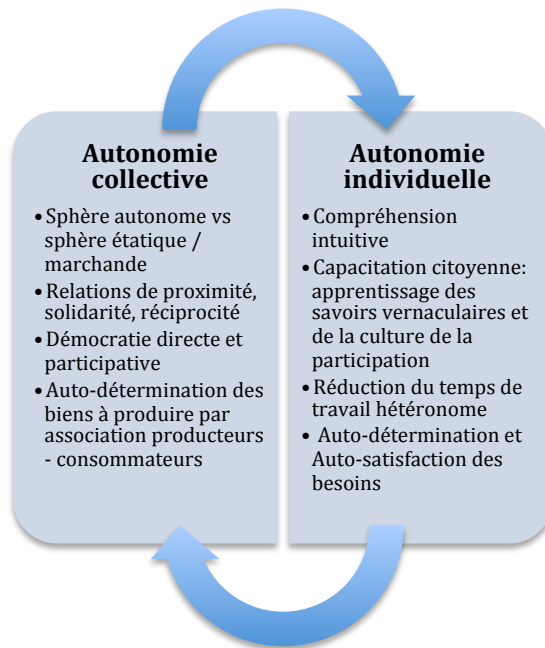 Autonomie
collective
• Sphère autonome vs
sphère étatique /
marchande
• Relations de proximité,
solidarité, réciprocité
• Démocratie directe et
participative
• Auto-détermination des
biens à produire par
association producteurs
- consommateurs
Autonomie
individuelle
• Compréhension
intuitive
• Capacitation citoyenne:
apprentissage des
savoirs vernaculaires et
de la culture de la
participation
• Réduction du temps de
travail hétéronome
• Auto-détermination et
Auto-satisfaction des
besoins